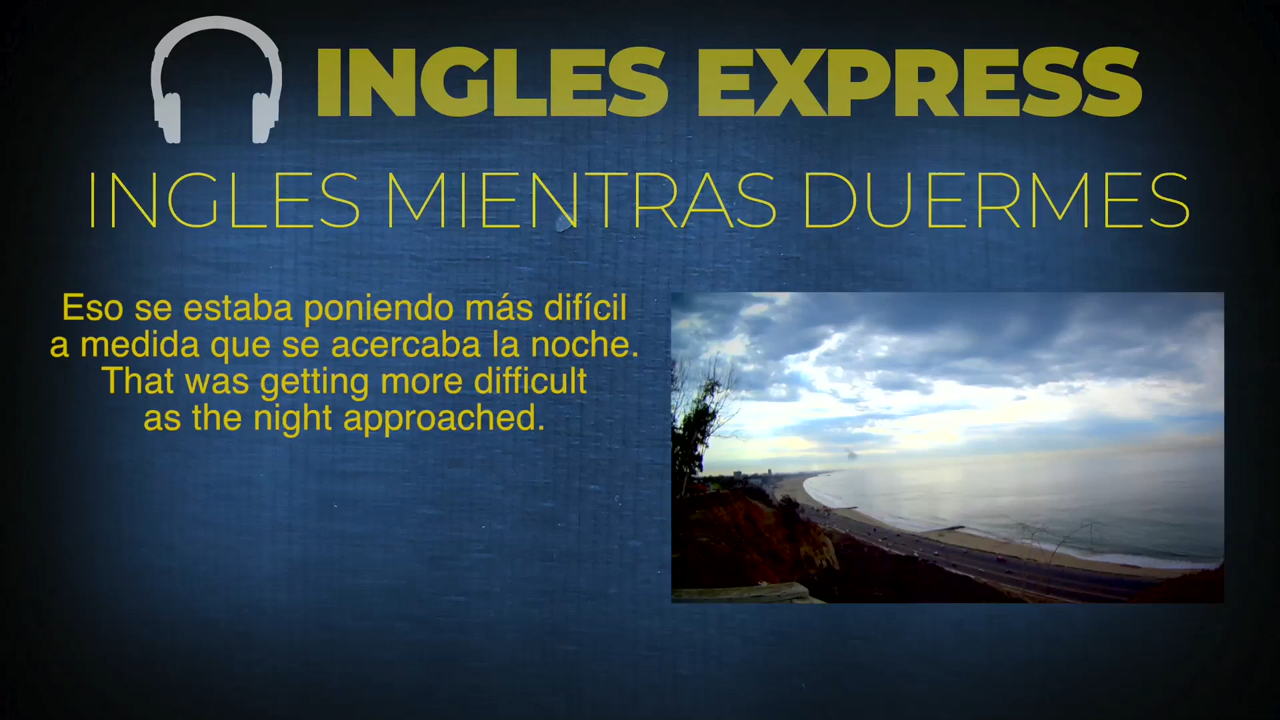 INGLES EXPRESS
INGLES MIENTRAS DUERMES
Eso se estaba poniendo más difícil
a medida que se acercaba la noche.
That was getting more difficult
as the night approached.